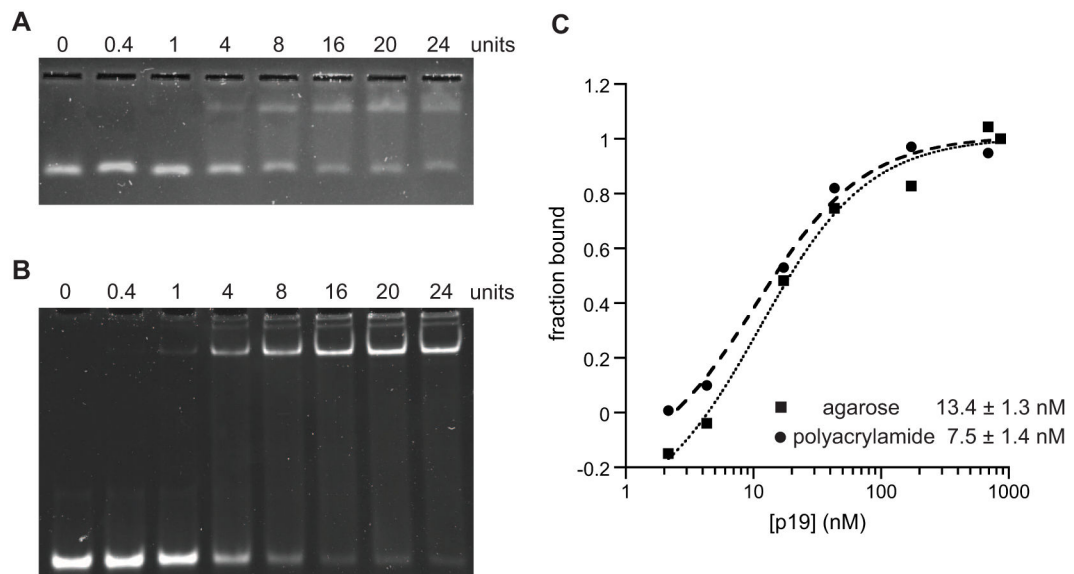 A
0 0.4 1 4 8 16 20 24 units
B
0 0.4 1 4 8 16 20 24 units
C
1.2
1
0.8
0.6
0.4
0.2
0
-0.2
fraction bound
agarose 13.4 ± 1.3 nM
polyacrylamide 7.5 ± 1.4 nM
1 10 100 1000
[p19] (nM)